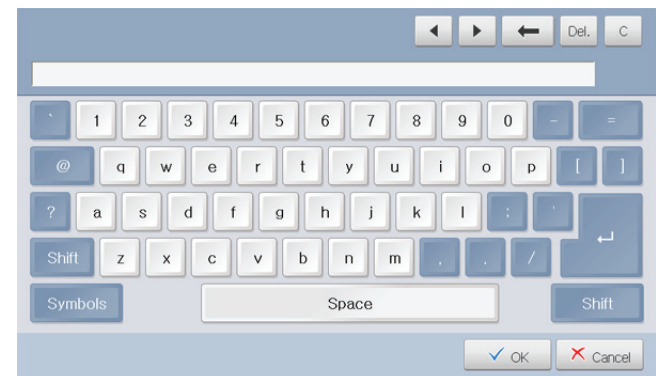 Del. C
` 1 2 3 4 5 6 7 8 9 0 - =
@ q w e r t y u i o p [ ]
? a s d f g h j k l ; '
Shift z x c v b n m , . /
Symbols Space Shift
OK Cancel